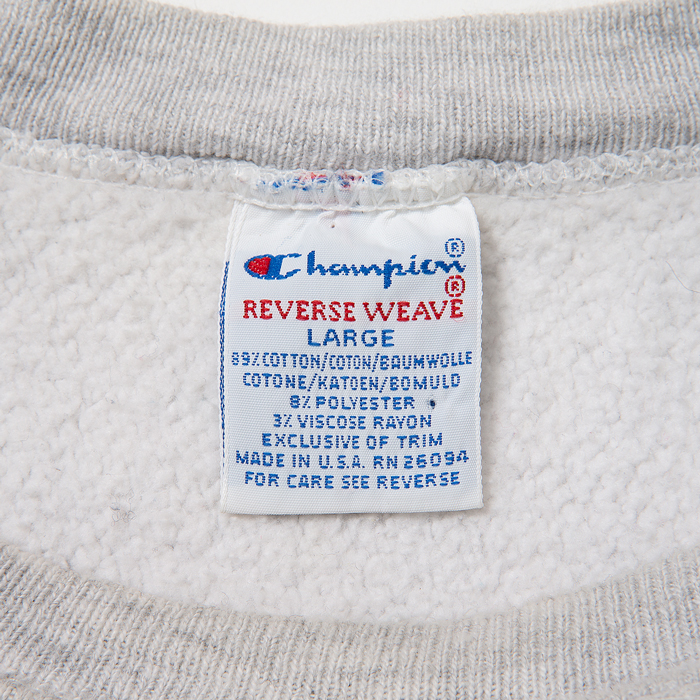 Champion®
REVERSE WEAVE®
LARGE
89% COTTON/COTON/BAUMWOLLE
COTONE/KATOEN/BOMULD
8% POLYESTER
3% VISCOSE RAYON
EXCLUSIVE OF TRIM
MADE IN U.S.A. RN 26094
FOR CARE SEE REVERSE